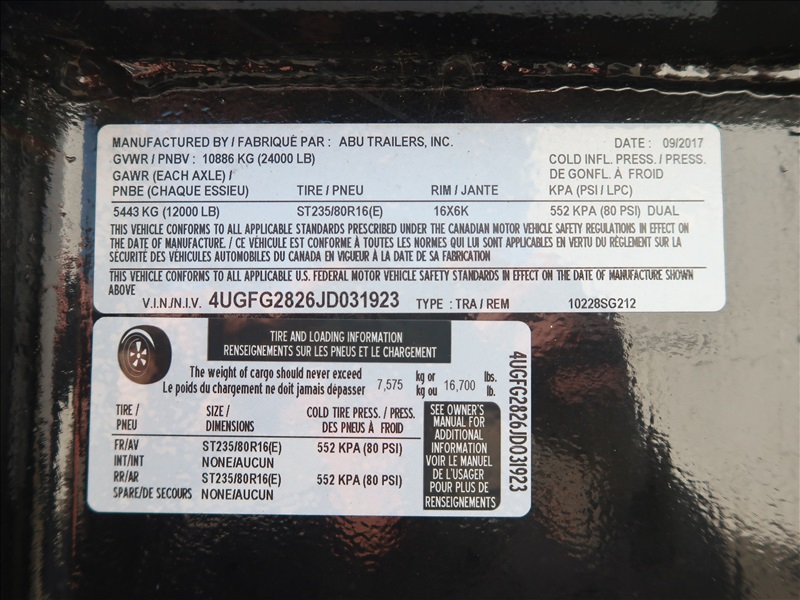 MANUFACTURED BY / FABRIQUÉ PAR : ABU TRAILERS, INC. DATE : 09/2017
GVWR / PNBV : 10886 KG (24000 LB) COLD INFL. PRESS. / PRESS.
GAWR (EACH AXLE) / DE GONFL. À FROID
PNBE (CHAQUE ESSIEU) TIRE / PNEU RIM / JANTE KPA (PSI / LPC)
5443 KG (12000 LB) ST235/80R16(E) 16X6K 552 KPA (80 PSI) DUAL
THIS VEHICLE CONFORMS TO ALL APPLICABLE STANDARDS PRESCRIBED UNDER THE CANADIAN MOTOR VEHICLE SAFETY REGULATIONS IN EFFECT ON
THE DATE OF MANUFACTURE. / CE VÉHICULE EST CONFORME À TOUTES LES NORMES QUI LUI SONT APPLICABLES EN VERTU DU RÈGLEMENT SUR LA
SÉCURITÉ DES VÉHICULES AUTOMOBILES DU CANADA EN VIGUEUR À LA DATE DE SA FABRICATION
THIS VEHICLE CONFORMS TO ALL APPLICABLE U.S. FEDERAL MOTOR VEHICLE SAFETY STANDARDS IN EFFECT ON THE DATE OF MANUFACTURE SHOWN
ABOVE
V.I.N./N.I.V. 4UGFG2826JD031923 TYPE : TRA / REM 10228SG212
TIRE AND LOADING INFORMATION
RENSEIGNEMENTS SUR LES PNEUS ET LE CHARGEMENT
The weight of cargo should never exceed kg or lbs.
Le poids du chargement ne doit jamais dépasser 7,575 kg ou 16,700 lb.
TIRE / SIZE / COLD TIRE PRESS. / PRESS.
PNEU DIMENSIONS DES PNEUS À FROID
FR/AV ST235/80R16(E) 552 KPA (80 PSI)
INT/INT NONE/AUCUN
RR/AR ST235/80R16(E) 552 KPA (80 PSI)
SPARE/DE SECOURS NONE/AUCUN
SEE OWNER'S
MANUAL FOR
ADDITIONAL
INFORMATION
VOIR LE MANUEL
DE L'USAGER
POUR PLUS DE
RENSEIGNEMENTS
4UGFG2826JD031923